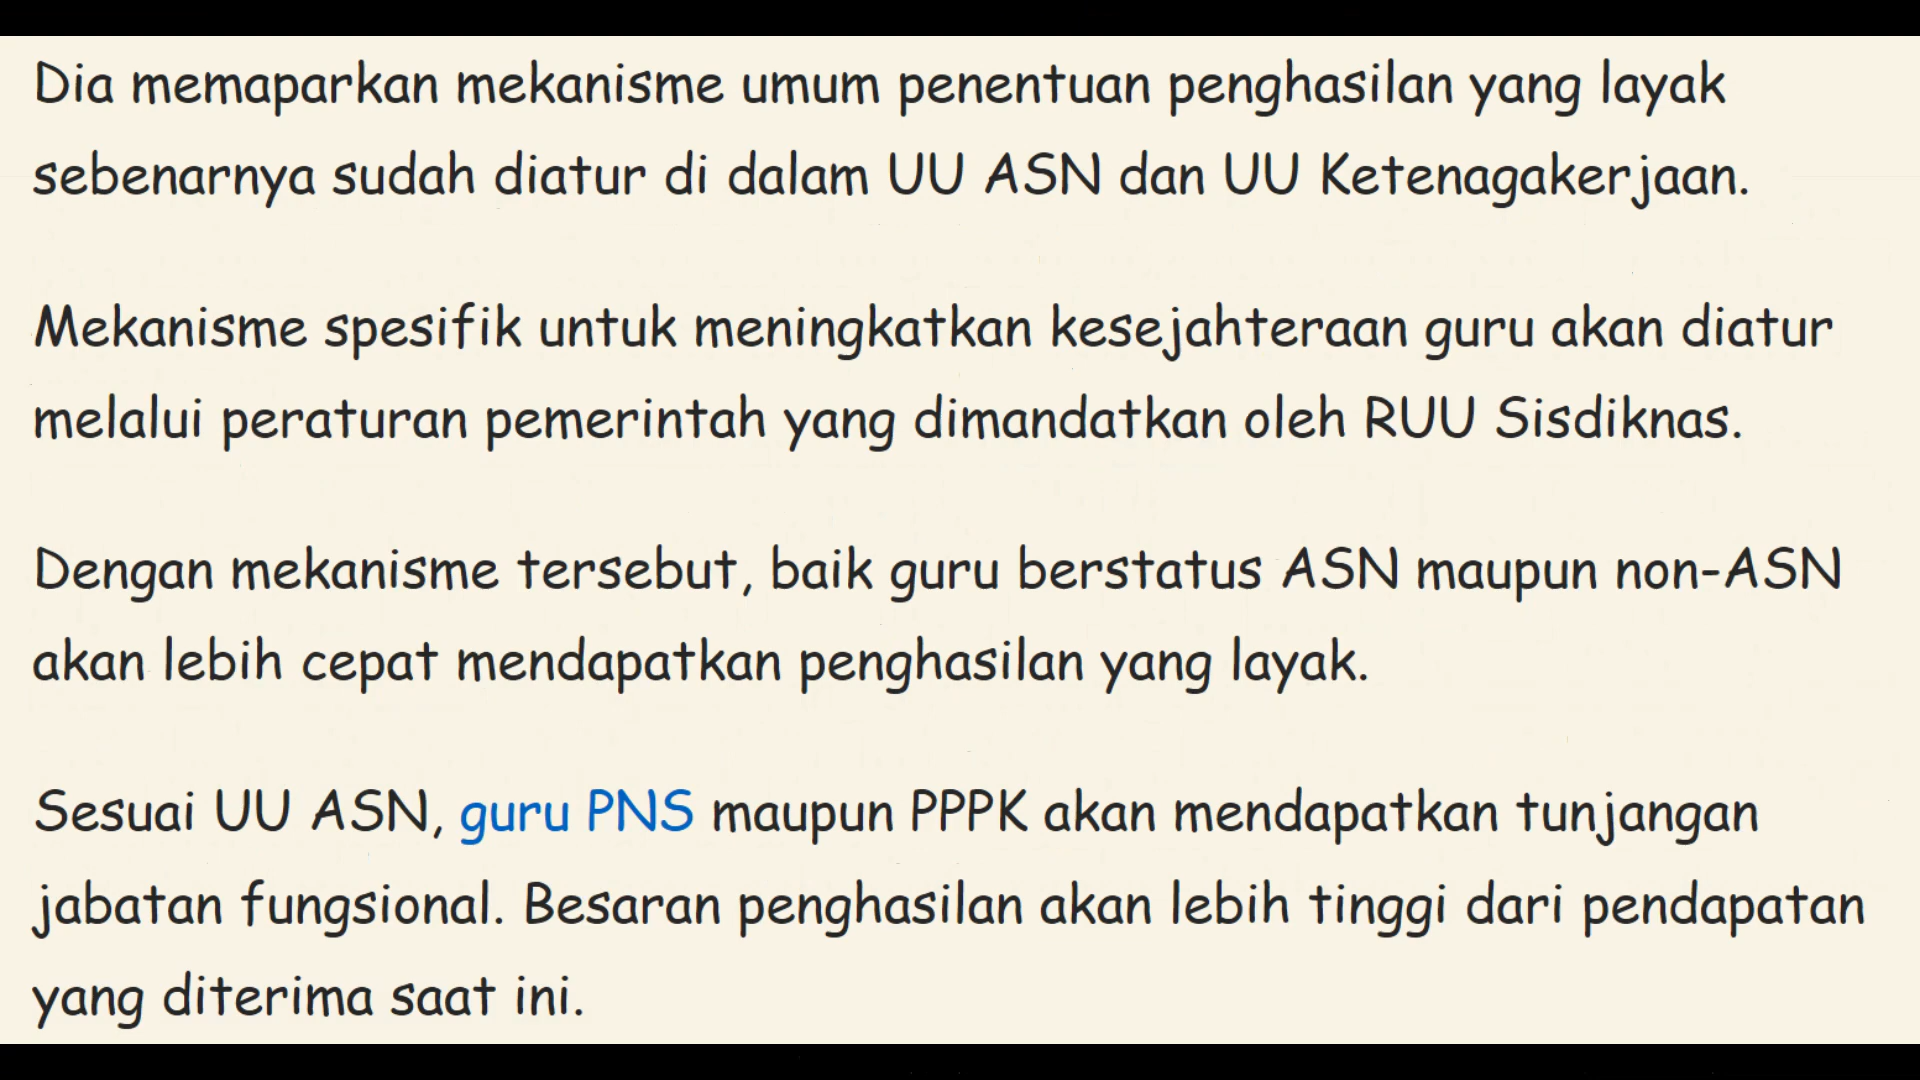 Dia memaparkan mekanisme umum penentuan penghasilan yang layak
sebenarnya sudah diatur di dalam UU ASN dan UU Ketenagakerjaan.
Mekanisme spesifik untuk meningkatkan kesejahteraan guru akan diatur
melalui peraturan pemerintah yang dimandatkan oleh RUU Sisdiknas.
Dengan mekanisme tersebut, baik guru berstatus ASN maupun non-ASN
akan lebih cepat mendapatkan penghasilan yang layak.
Sesuai UU ASN, guru PNS maupun PPPK akan mendapatkan tunjangan
jabatan fungsional. Besaran penghasilan akan lebih tinggi dari pendapatan
yang diterima saat ini.